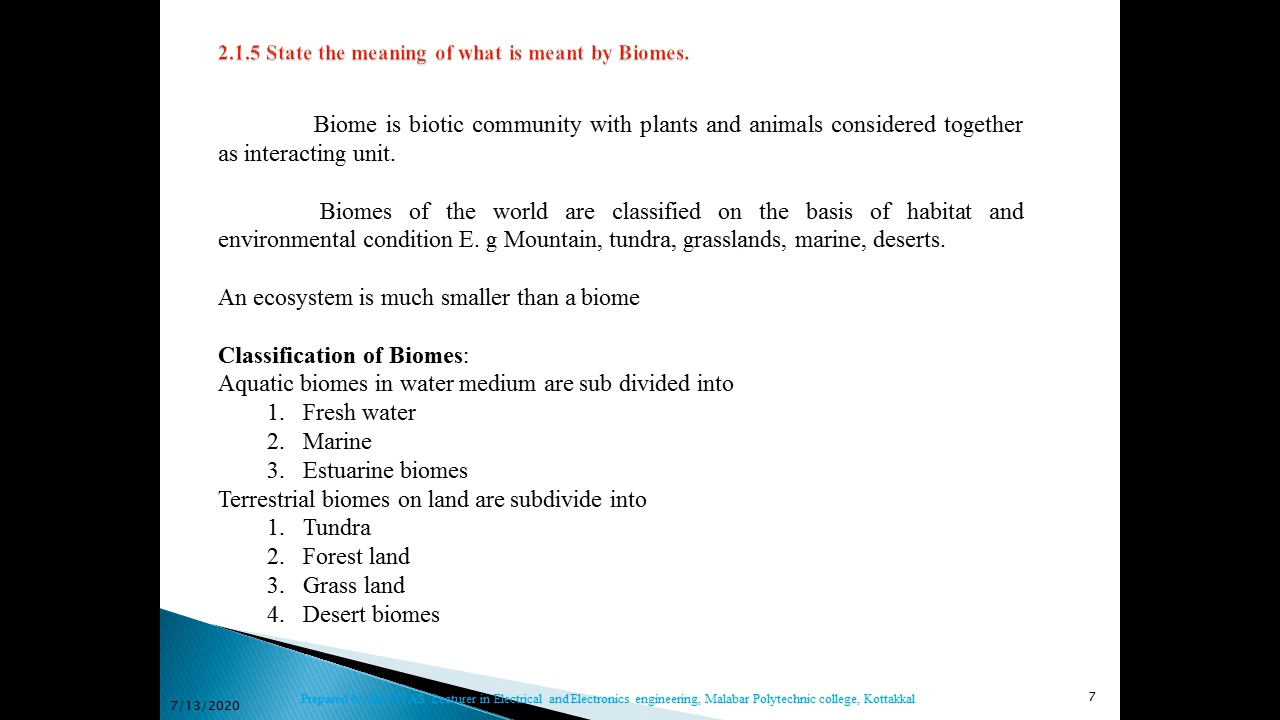 2.1.5 State the meaning of what is meant by Biomes.
Biome is biotic community with plants and animals considered together
as interacting unit.
Biomes of the world are classified on the basis of habitat and
environmental condition E. g Mountain, tundra, grasslands, marine, deserts.
An ecosystem is much smaller than a biome
Classification of Biomes:
Aquatic biomes in water medium are sub divided into
1. Fresh water
2. Marine
3. Estuarine biomes
Terrestrial biomes on land are subdivide into
1. Tundra
2. Forest land
3. Grass land
4. Desert biomes
7/13/2020
Prepared by Lecturer in Electrical and Electronics engineering, Malabar Polytechnic college, Kottakkal
7